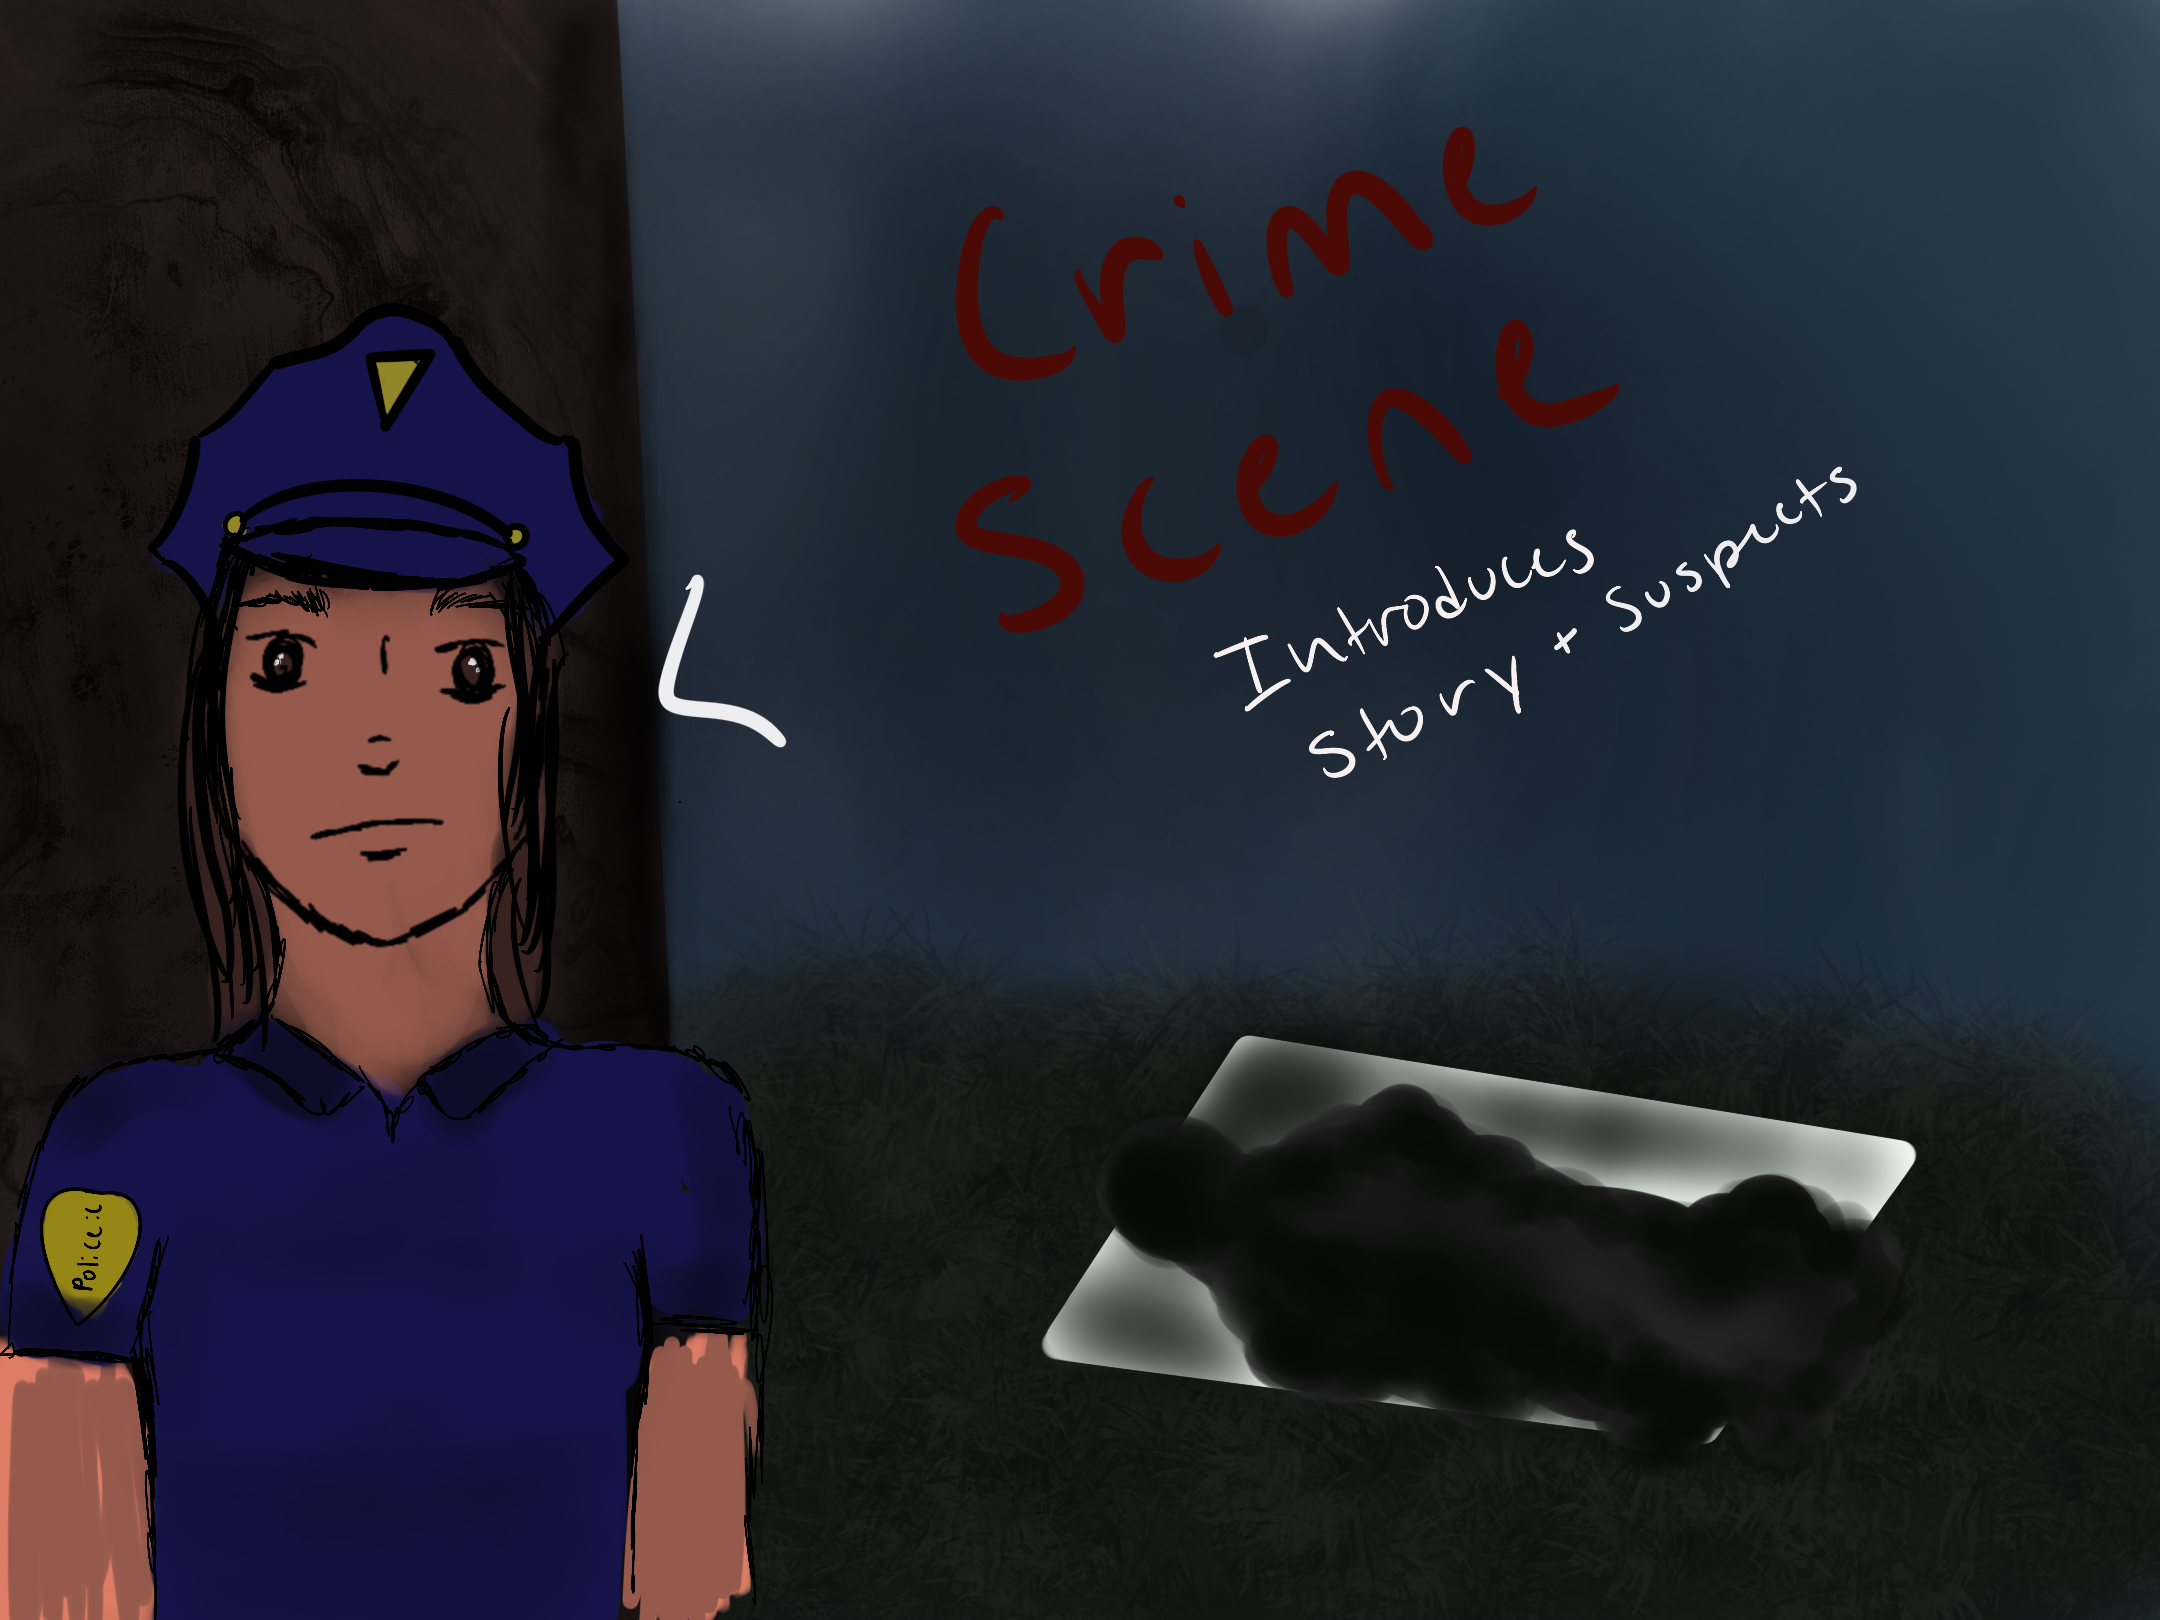 Crime
Scene
Introduces
Story + Suspects
Police :c